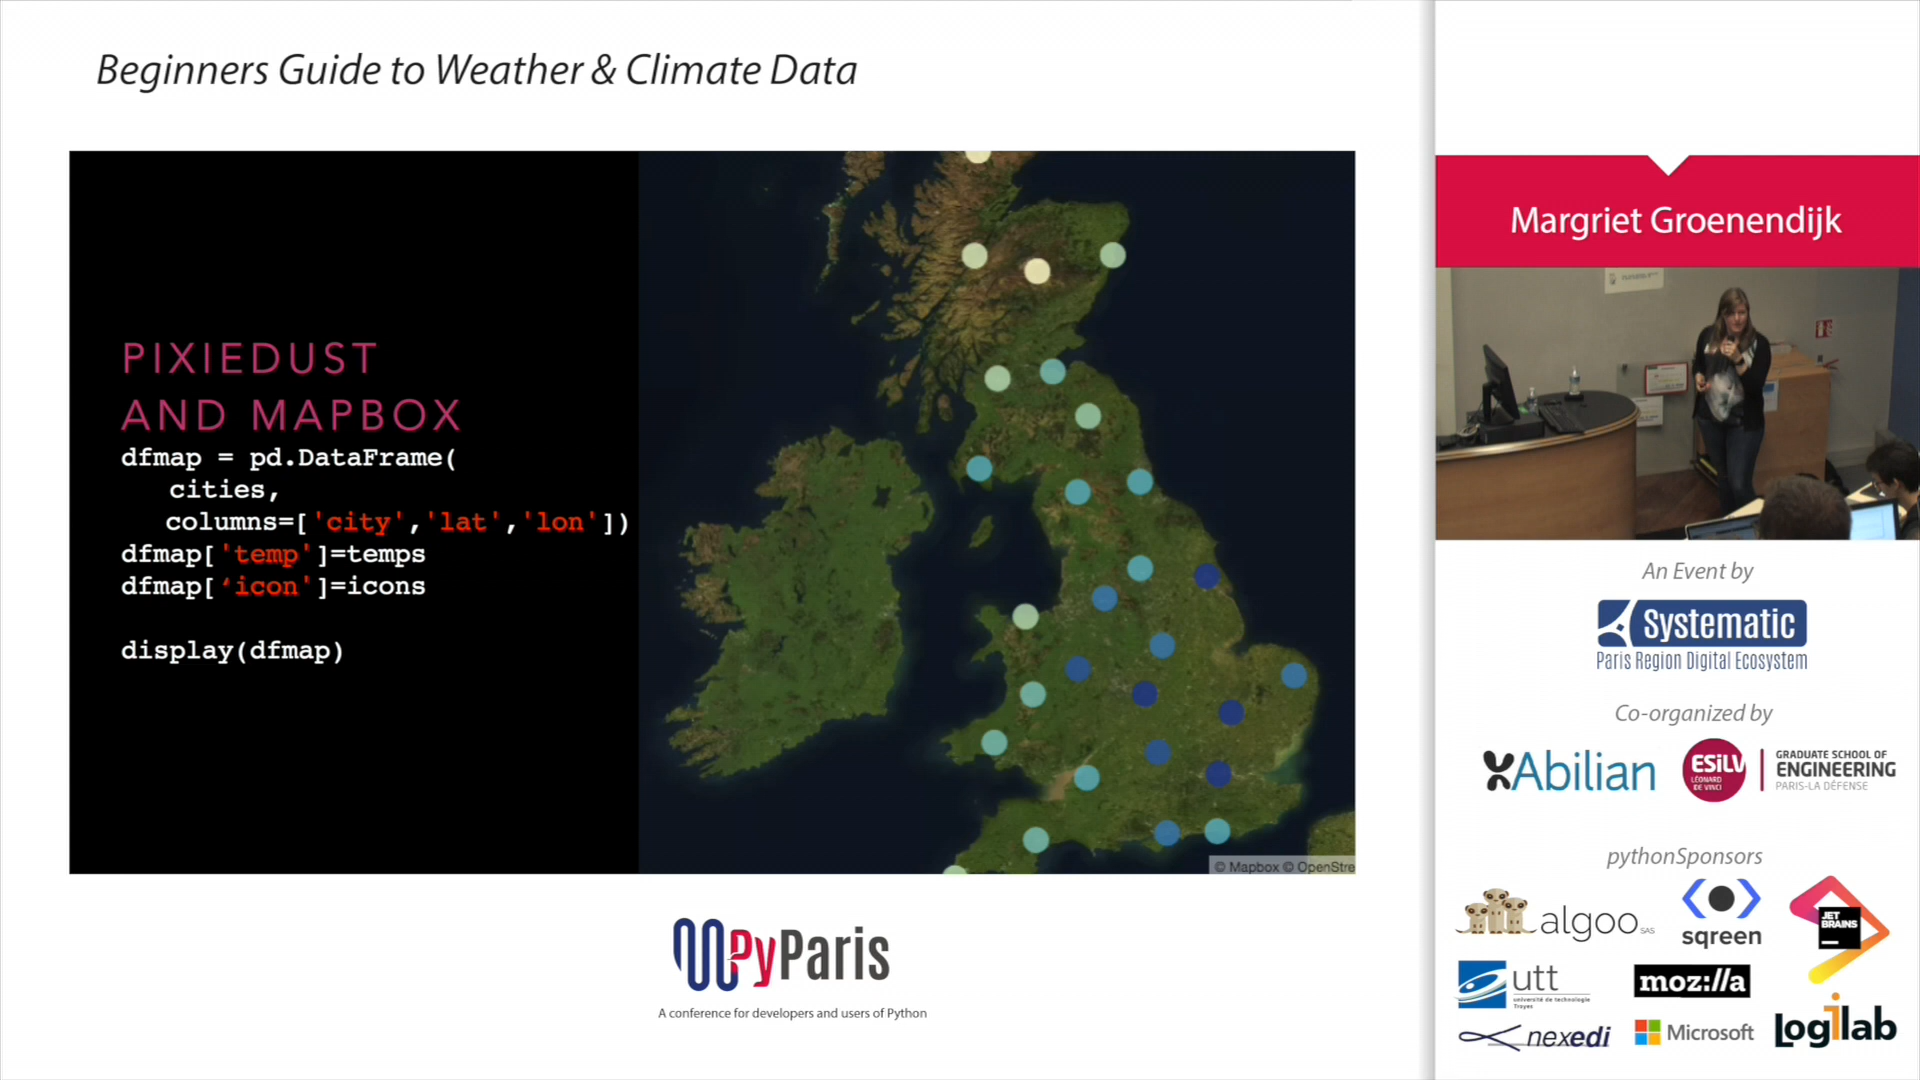 Beginners Guide to Weather & Climate Data
PIXIEDUST
AND MAPBOX
dfmap = pd.DataFrame(
cities,
columns=['city','lat','lon'])
dfmap['temp']=temps
dfmap[‘icon']=icons
display(dfmap)
© Mapbox © OpenStre
PyParis
A conference for developers and users of Python
Margriet Groenendijk
An Event by
Systematic
Paris Region Digital Ecosystem
Co-organized by
Abilian
ESILV
LÉONARD
DE VINCI
GRADUATE SCHOOL OF
ENGINEERING
PARIS-LA DÉFENSE
pythonSponsors
algoo SAS
sqreen
JET
BRAINS
utt
université de technologie
Troyes
moz://a
nexedi
Microsoft
Logilab